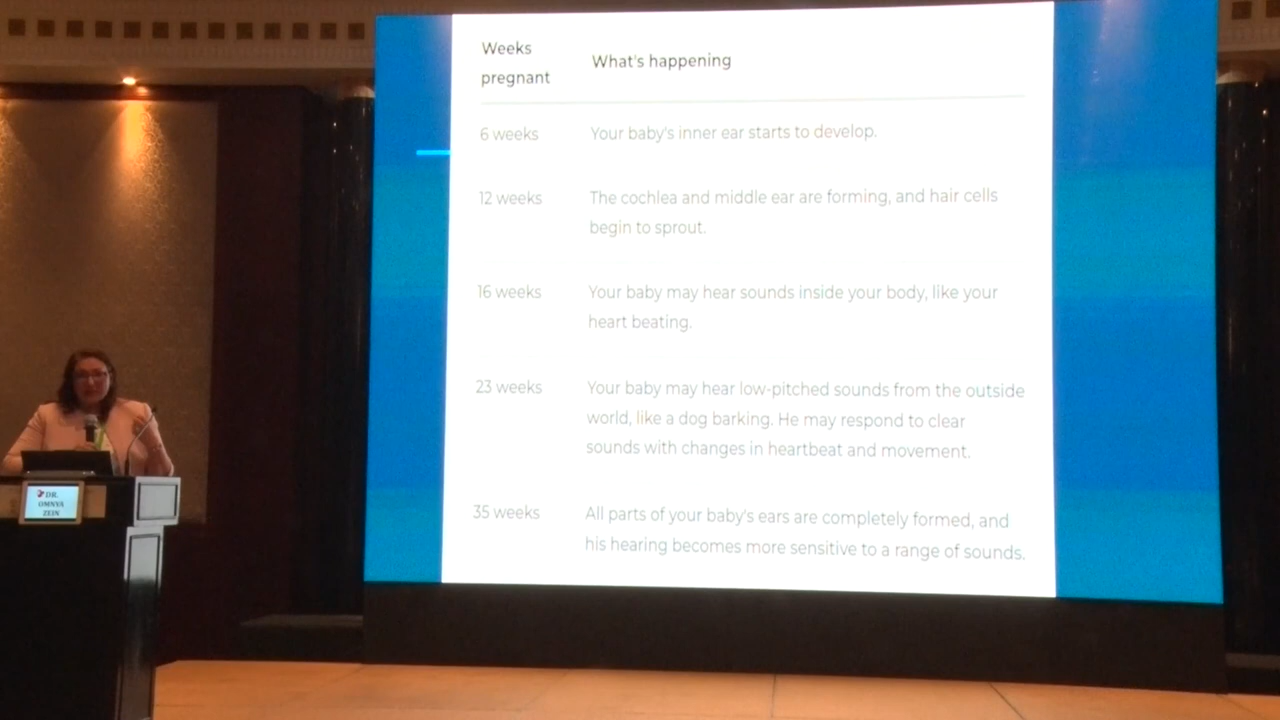 Weeks
pregnant
What's happening
6 weeks
Your baby's inner ear starts to develop.
12 weeks
The cochlea and middle ear are forming, and hair cells
begin to sprout.
16 weeks
Your baby may hear sounds inside your body, like your
heart beating.
23 weeks
Your baby may hear low-pitched sounds from the outside
world, like a dog barking. He may respond to clear
sounds with changes in heartbeat and movement.
35 weeks
All parts of your baby's ears are completely formed, and
his hearing becomes more sensitive to a range of sounds.
DR.
OMNYA
ZEIN